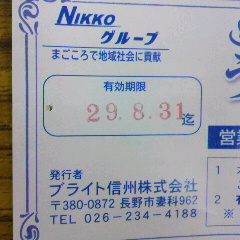 NIKKO
グループ
まごころで地域社会に貢献
有効期限
29.8.31迄
発行者
ブライト信州株式会社
〒380-0872 長野市妻科962
TEL 026-234-4188
営業